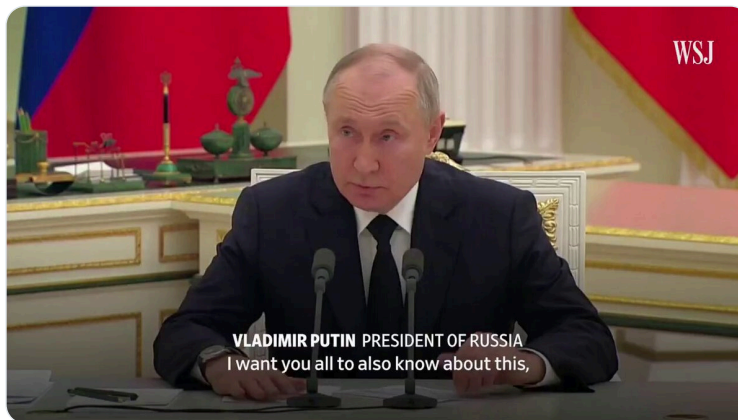 WSJ
VLADIMIR PUTIN PRESIDENT OF RUSSIA
I want you all to also know about this,